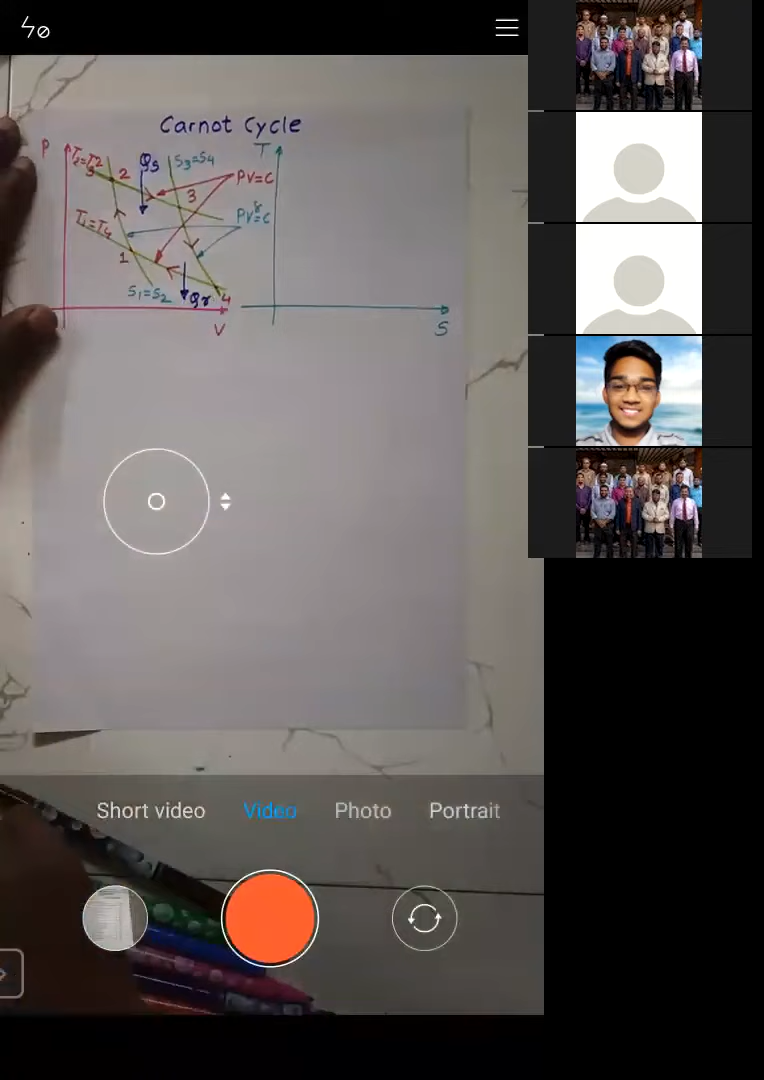 Carnot Cycle
P
T3=T2
2
Qs
S3=S4
3
PV=C
T1=T4
PVᵞ=C
1
S1=S2
Qr
4
V
T
S
Short video
Video
Photo
Portrait